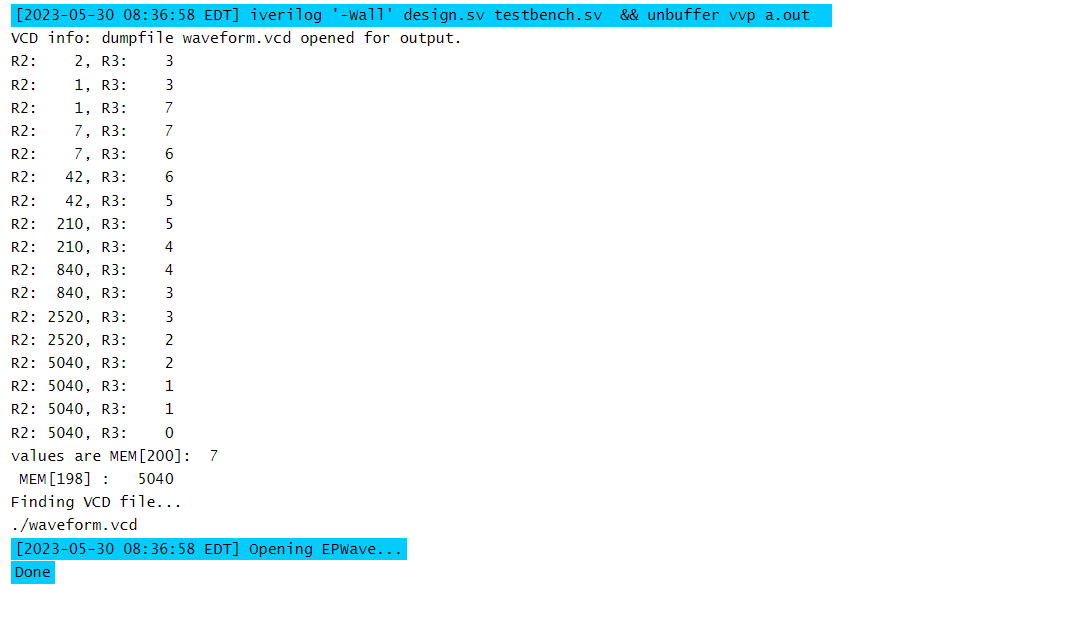 [2023-05-30 08:36:58 EDT] iverilog '-Wall' design.sv testbench.sv  && unbuffer vvp a.out
VCD info: dumpfile waveform.vcd opened for output.
R2:    2, R3:    3
R2:    1, R3:    3
R2:    1, R3:    7
R2:    7, R3:    7
R2:    7, R3:    6
R2:   42, R3:    6
R2:   42, R3:    5
R2:  210, R3:    5
R2:  210, R3:    4
R2:  840, R3:    4
R2:  840, R3:    3
R2: 2520, R3:    3
R2: 2520, R3:    2
R2: 5040, R3:    2
R2: 5040, R3:    1
R2: 5040, R3:    1
R2: 5040, R3:    0
values are MEM[200]:  7
 MEM[198] :   5040
Finding VCD file...
./waveform.vcd
[2023-05-30 08:36:58 EDT] Opening EPWave...
Done